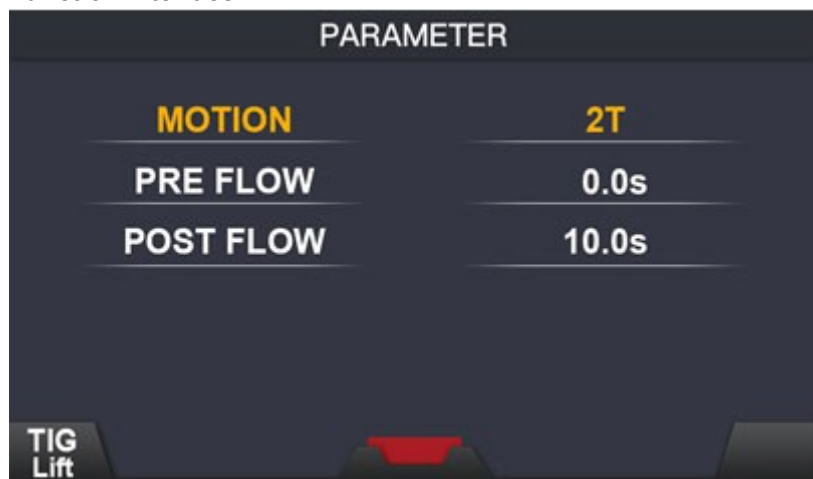 PARAMETER
MOTION 2T
PRE FLOW 0.0s
POST FLOW 10.0s
TIG
Lift